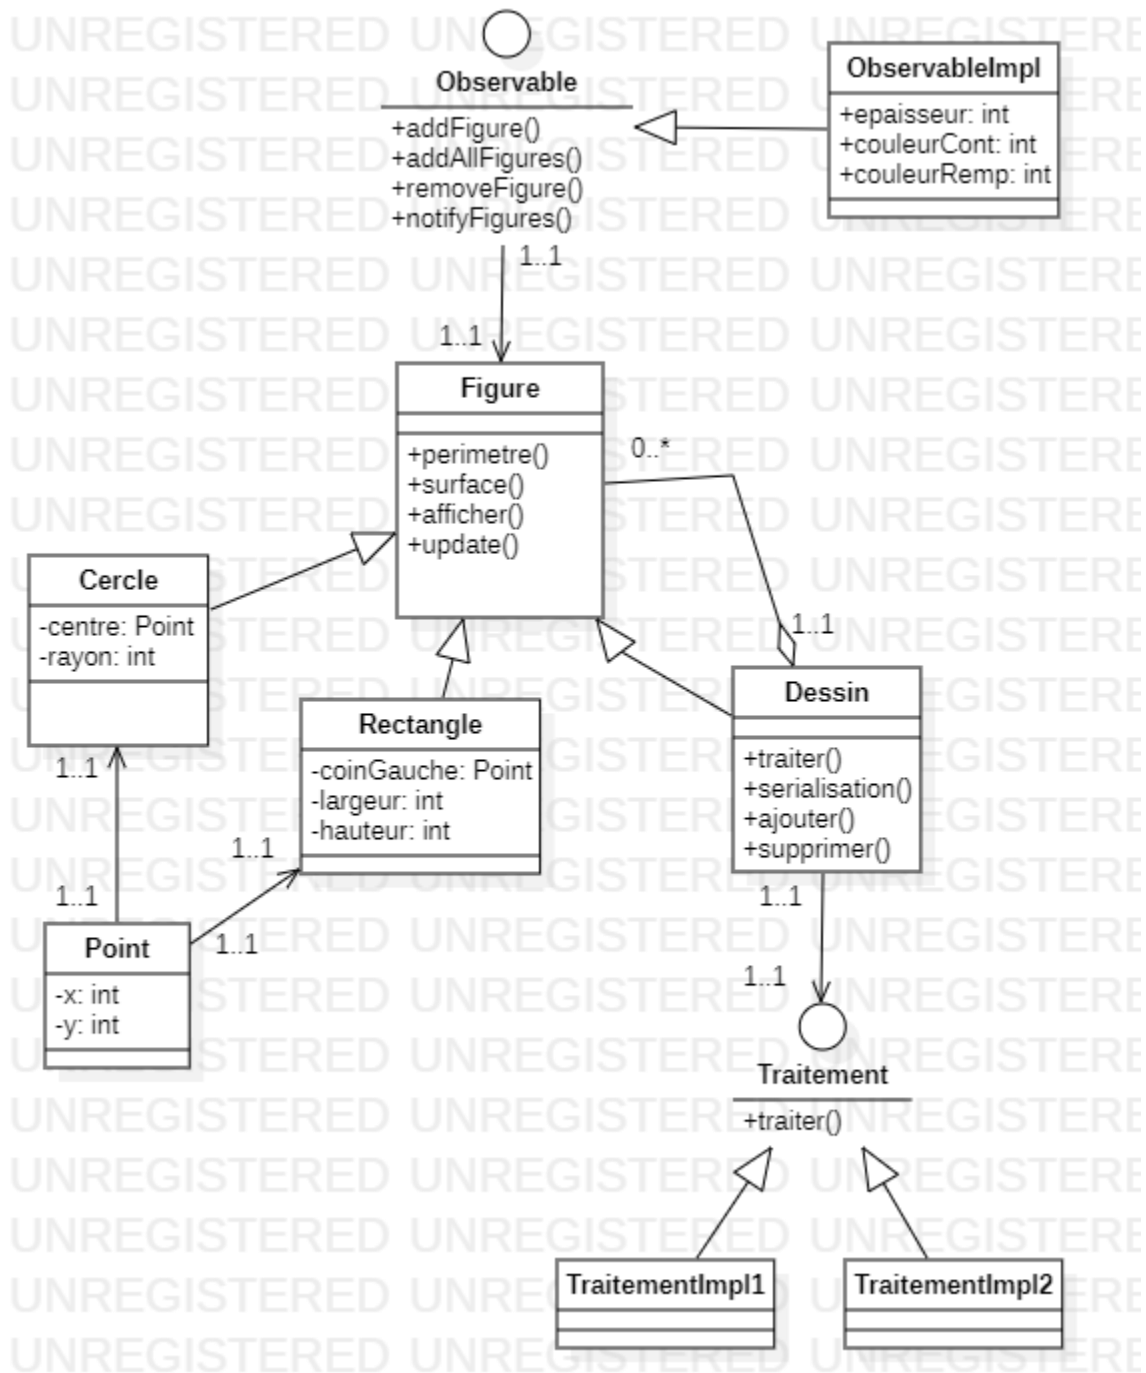 Observable
+addFigure()
+addAllFigures()
+removeFigure()
+notifyFigures()
ObservableImpl
+epaisseur: int
+couleurCont: int
+couleurRemp: int
1..1
1..1
Figure
+perimetre()
+surface()
+afficher()
+update()
0..*
1..1
Cercle
-centre: Point
-rayon: int
Rectangle
-coinGauche: Point
-largeur: int
-hauteur: int
Dessin
+traiter()
+serialisation()
+ajouter()
+supprimer()
1..1
1..1
1..1
1..1
Point
-x: int
-y: int
1..1
1..1
Traitement
+traiter()
TraitementImpl1
TraitementImpl2
UNREGISTERED